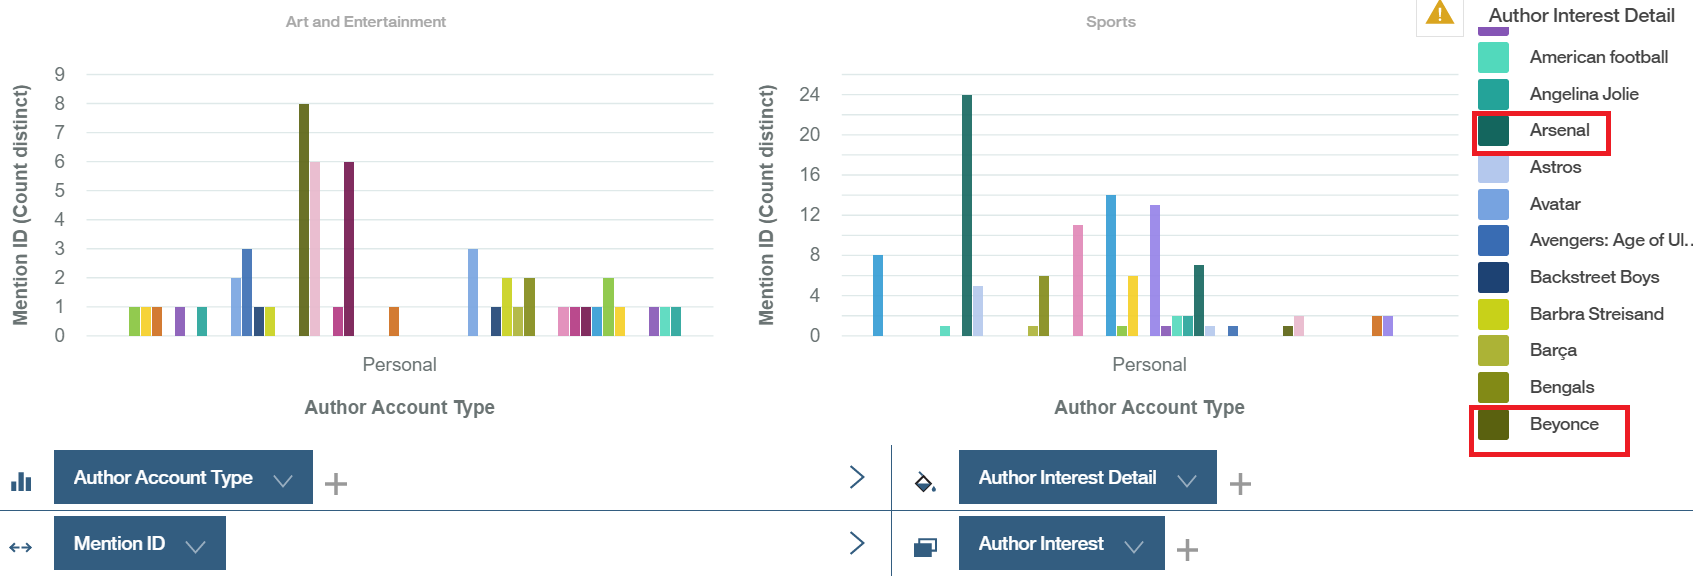 Art and Entertainment
Sports
Author Interest Detail
Mention ID (Count distinct)
9
8
7
6
5
4
3
2
1
0
Personal
Author Account Type
Mention ID (Count distinct)
24
20
16
12
8
4
0
Personal
Author Account Type
American football
Angelina Jolie
Arsenal
Astros
Avatar
Avengers: Age of Ul..
Backstreet Boys
Barbra Streisand
Barça
Bengals
Beyonce
Author Account Type
Author Interest Detail
Mention ID
Author Interest